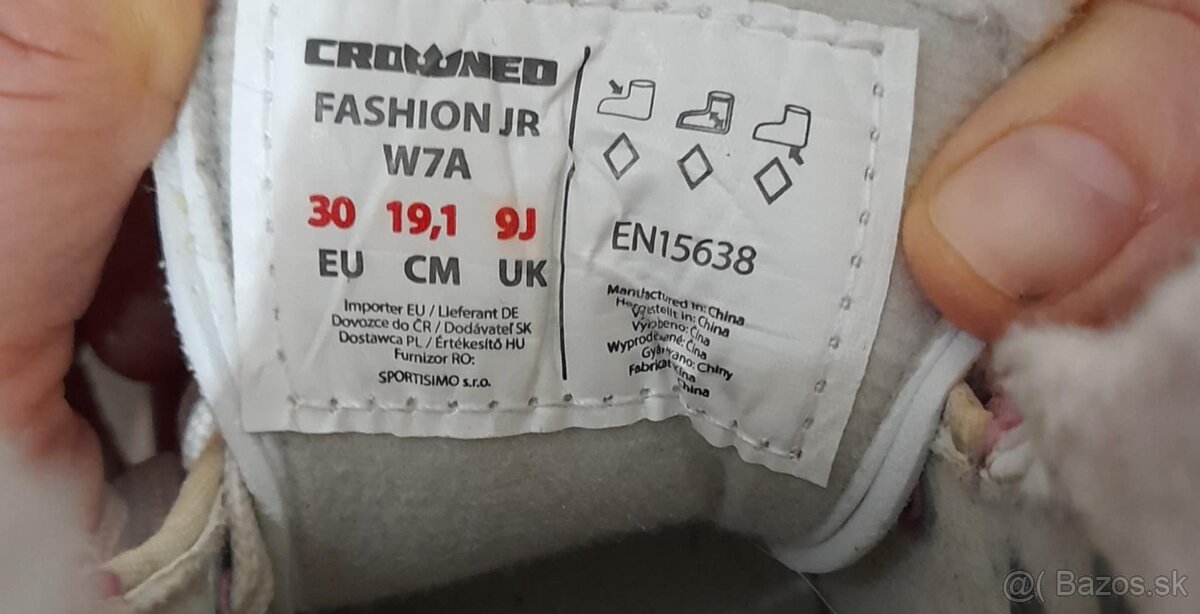 CROWNED
FASHION JR
W7A
30 19,1 9J
EU CM UK
Importer EU / Lieferant DE
Dovozce do ČR / Dodávateľ SK
Dostawca PL / Értékesítő HU
Furnizor RO:
SPORTISIMO s.r.o.
EN15638
Manufactured in: China
Hergestellt in: China
Vyrobeno: Čína
Čína
Chiny
China
@( Bazos.sk